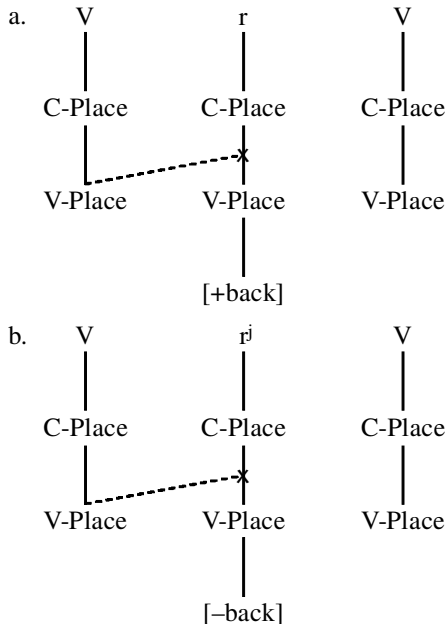 a. V r V
C-Place C-Place C-Place
x
V-Place V-Place V-Place
[+back]
b. V rʲ V
C-Place C-Place C-Place
x
V-Place V-Place V-Place
[–back]